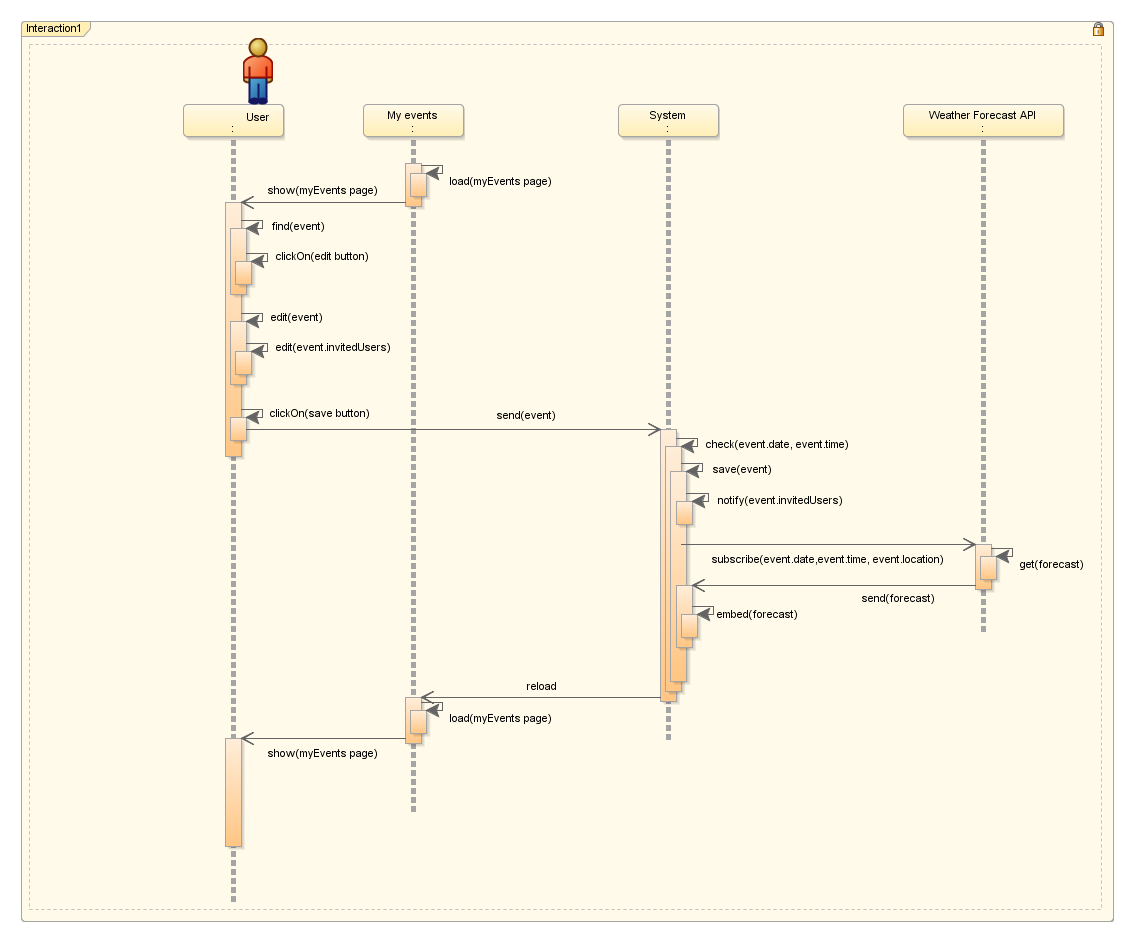 Interaction1
User
:
My events
:
System
:
Weather Forecast API
:
load(myEvents page)
show(myEvents page)
find(event)
clickOn(edit button)
edit(event)
edit(event.invitedUsers)
clickOn(save button)
send(event)
check(event.date, event.time)
save(event)
notify(event.invitedUsers)
subscribe(event.date,event.time, event.location)
get(forecast)
send(forecast)
embed(forecast)
reload
load(myEvents page)
show(myEvents page)